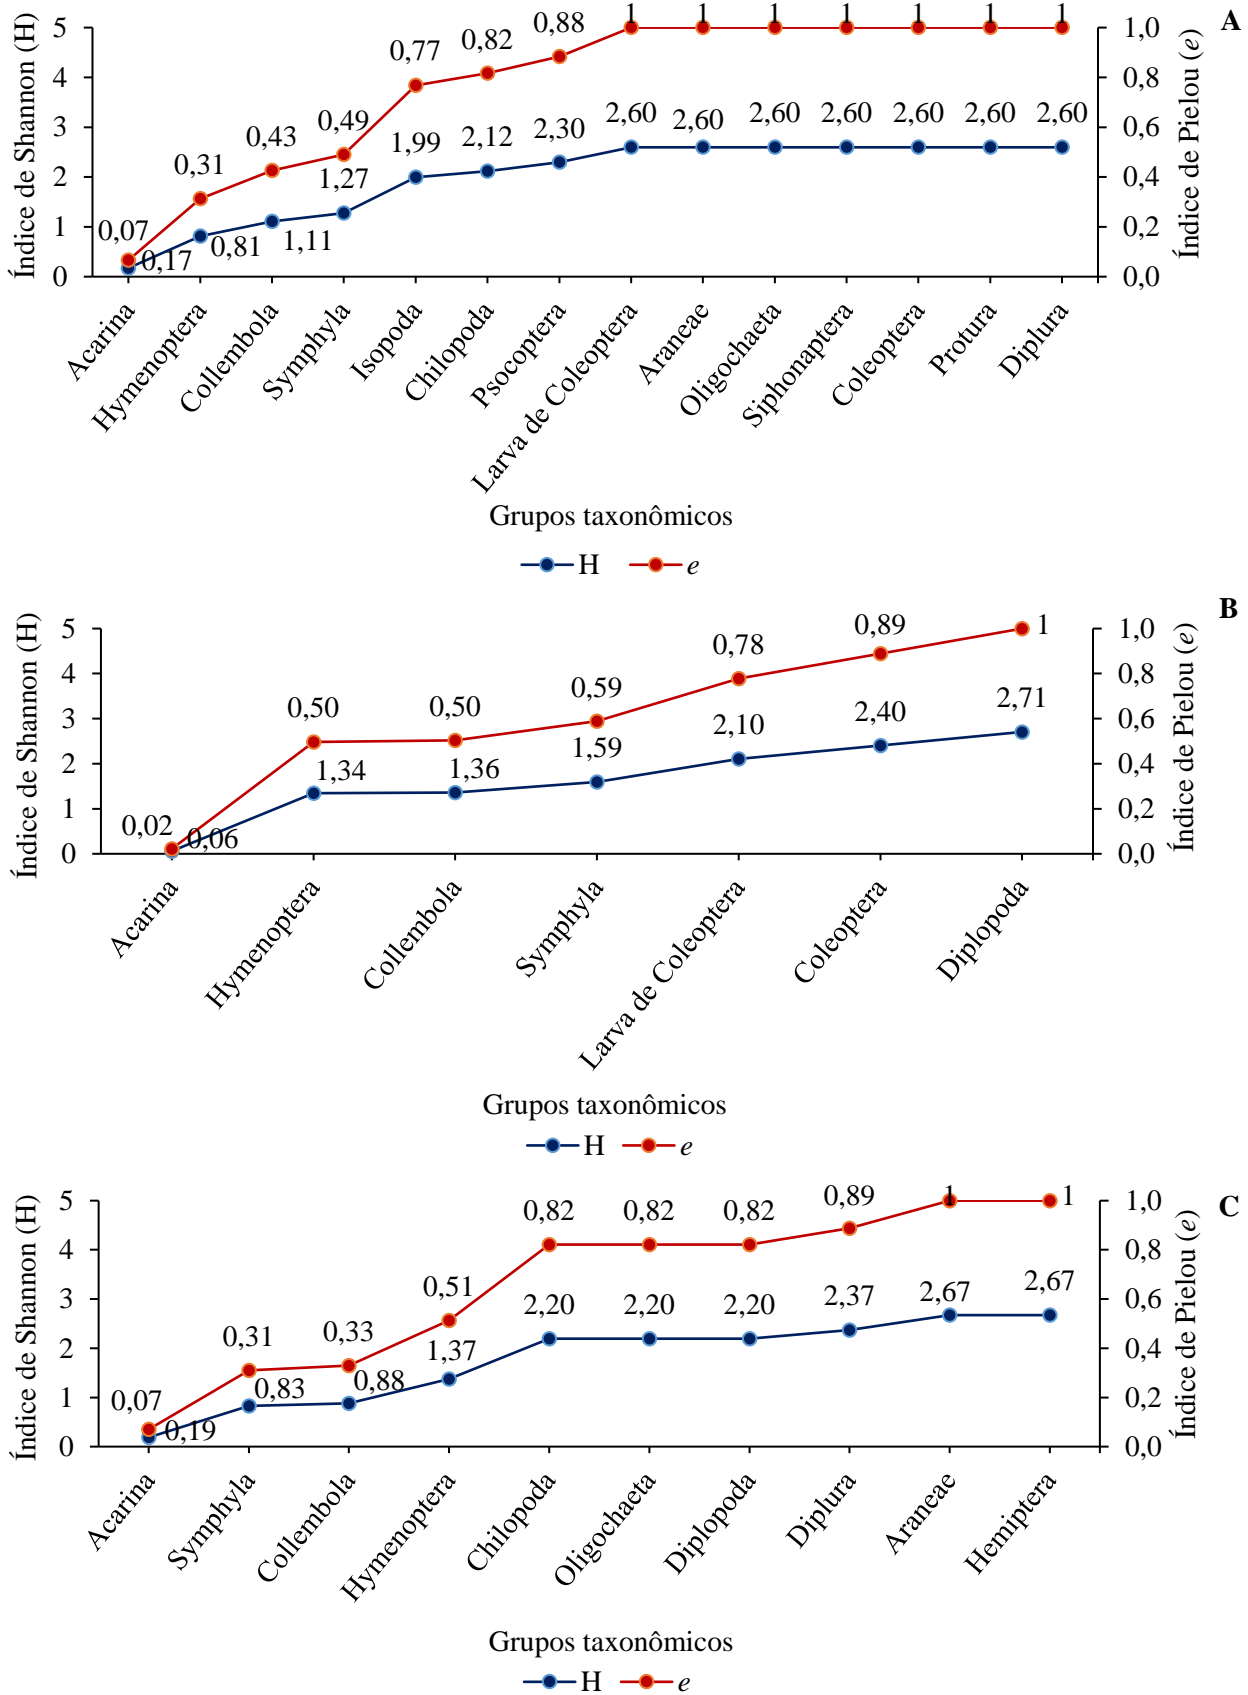 A
Índice de Shannon (H)
Índice de Pielou (e)
5
4
3
2
1
0
1,0
0,8
0,6
0,4
0,2
0,0
0,07
0,31
0,43
0,49
0,77
0,82
0,88
1
1
1
1
1
1
1
0,17
0,81
1,11
1,27
1,99
2,12
2,30
2,60
2,60
2,60
2,60
2,60
2,60
2,60
Acarina
Hymenoptera
Collembola
Symphyla
Isopoda
Chilopoda
Psocoptera
Larva de Coleoptera
Araneae
Oligochaeta
Siphonaptera
Coleoptera
Protura
Diplura
Grupos taxonômicos
H e
B
Índice de Shannon (H)
Índice de Pielou (e)
5
4
3
2
1
0
1,0
0,8
0,6
0,4
0,2
0,0
0,02
0,50
0,50
0,59
0,78
0,89
1
0,06
1,34
1,36
1,59
2,10
2,40
2,71
Acarina
Hymenoptera
Collembola
Symphyla
Larva de Coleoptera
Coleoptera
Diplopoda
Grupos taxonômicos
H e
C
Índice de Shannon (H)
Índice de Pielou (e)
5
4
3
2
1
0
1,0
0,8
0,6
0,4
0,2
0,0
0,07
0,31
0,33
0,51
0,82
0,82
0,82
0,89
1
1
0,19
0,83
0,88
1,37
2,20
2,20
2,20
2,37
2,67
2,67
Acarina
Symphyla
Collembola
Hymenoptera
Chilopoda
Oligochaeta
Diplopoda
Diplura
Araneae
Hemiptera
Grupos taxonômicos
H e